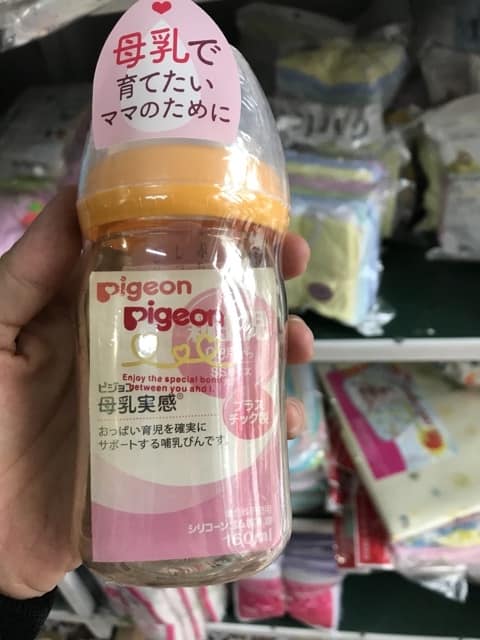 母乳で
育てたい
ママのために
Pigeon
Pigeon
Enjoy the special bond
between you and I.
ピジョン
母乳実感®
おっぱい育児を確実に
サポートする哺乳びんです。
プラス
チック製
160ml